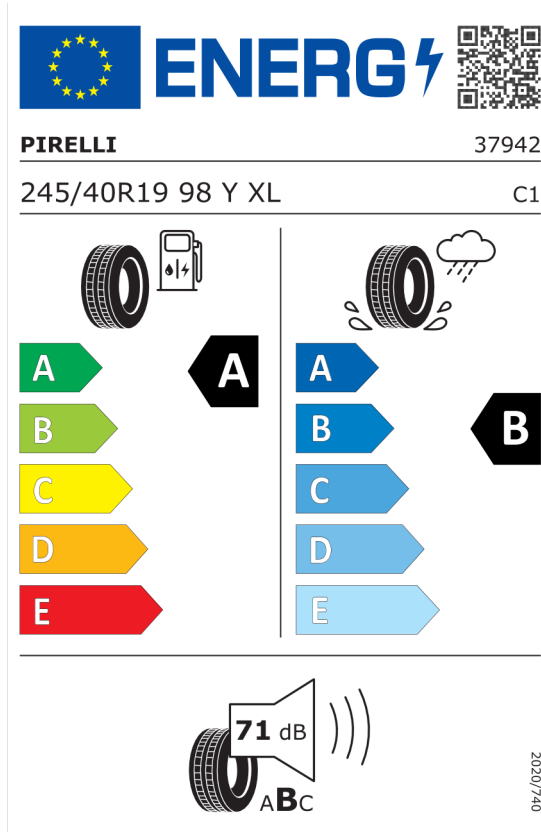 ENERG
PIRELLI 37942
245/40R19 98 Y XL C1
A A A
B B B
C C
D D
E E
71 dB
ABC
2020/740